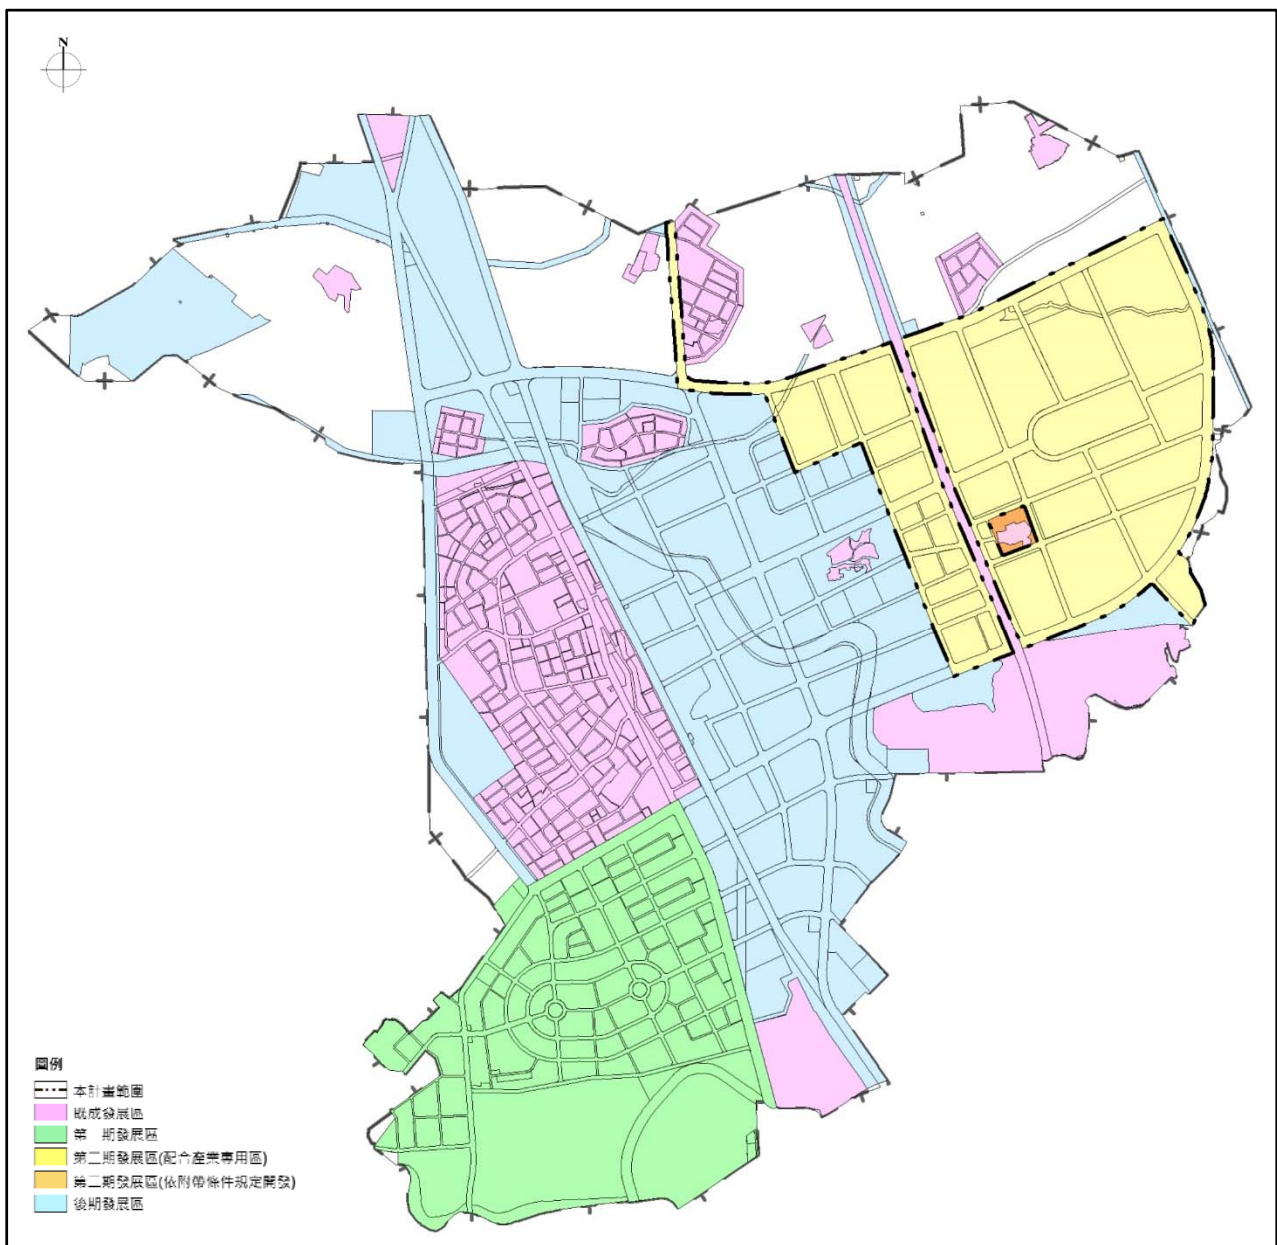 N
圖例
本計畫範圍
既成發展區
第一期發展區
第二期發展區(配合產業專用區)
第二期發展區(依附帶條件規定開發)
後期發展區